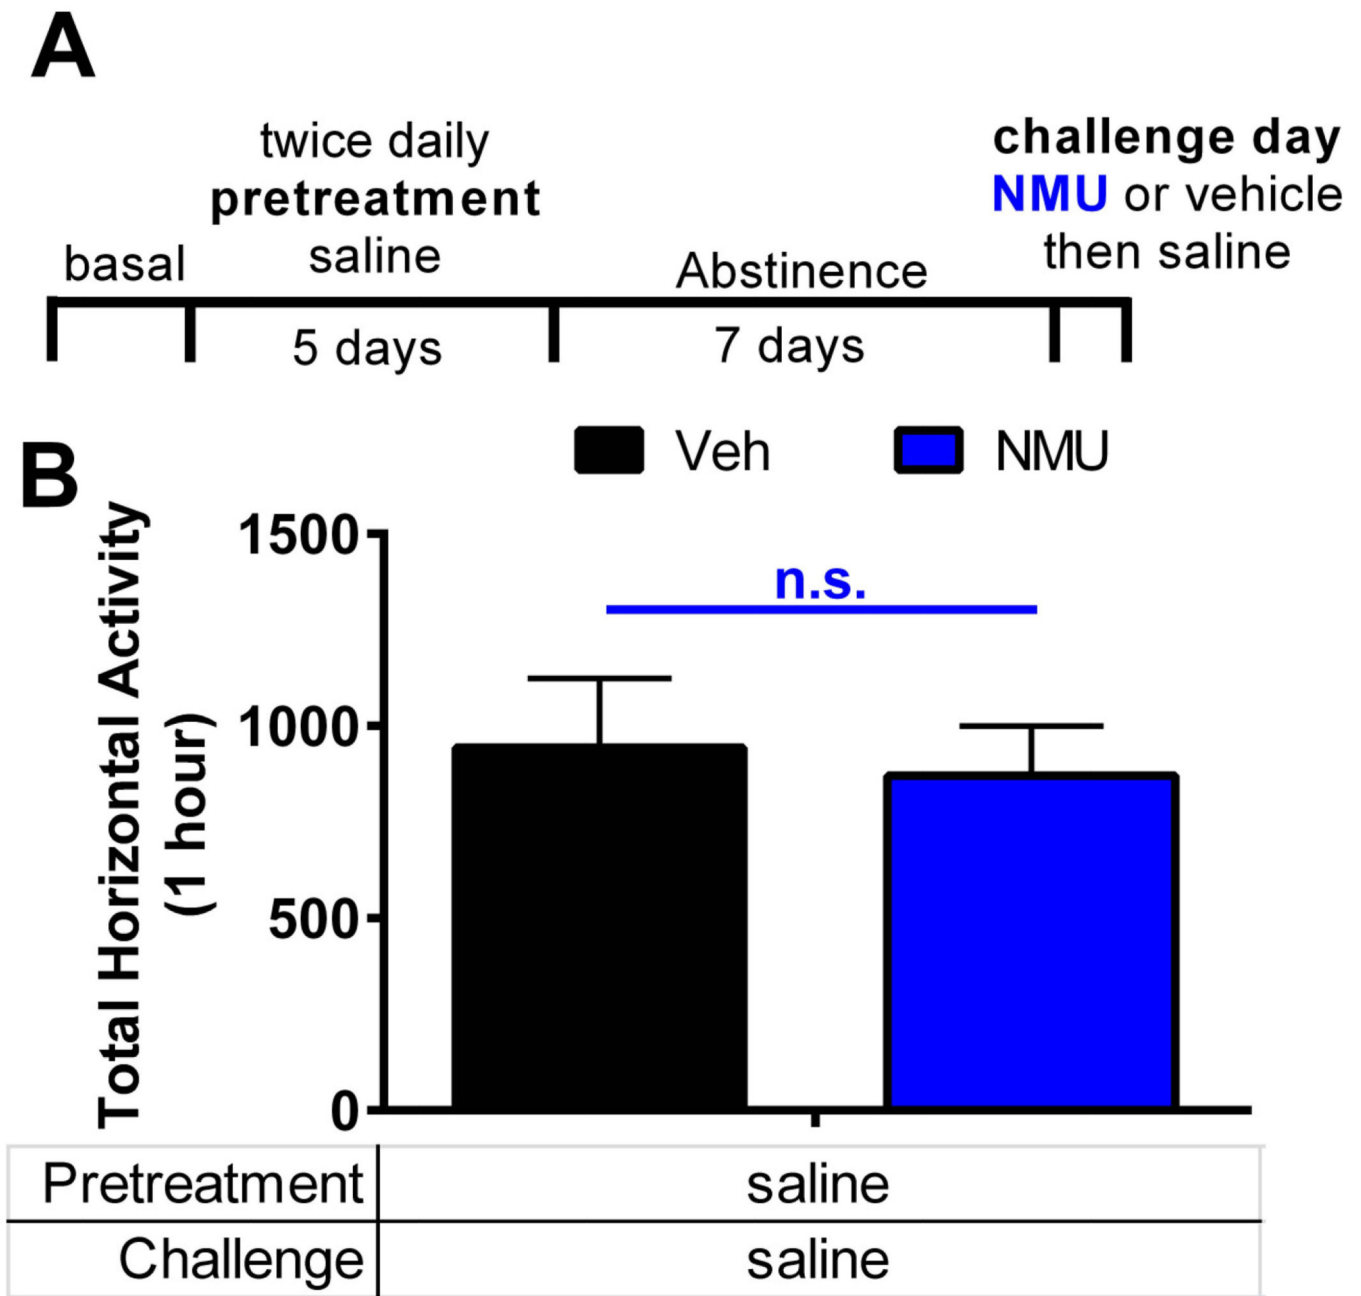 A
twice daily
pretreatment
saline
basal
5 days
Abstinence
7 days
challenge day
NMU or vehicle
then saline
B
Veh
NMU
Total Horizontal Activity
(1 hour)
1500
1000
500
0
n.s.
Pretreatment saline
Challenge saline